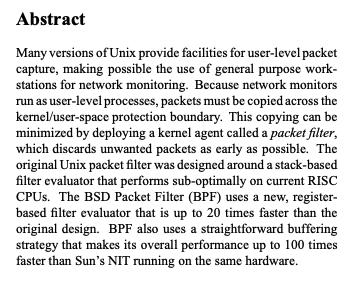 Abstract
Many versions of Unix provide facilities for user-level packet
capture, making possible the use of general purpose work-
stations for network monitoring. Because network monitors
run as user-level processes, packets must be copied across the
kernel/user-space protection boundary. This copying can be
minimized by deploying a kernel agent called a packet filter,
which discards unwanted packets as early as possible. The
original Unix packet filter was designed around a stack-based
filter evaluator that performs sub-optimally on current RISC
CPUs. The BSD Packet Filter (BPF) uses a new, register-
based filter evaluator that is up to 20 times faster than the
original design. BPF also uses a straightforward buffering
strategy that makes its overall performance up to 100 times
faster than Sun's NIT running on the same hardware.